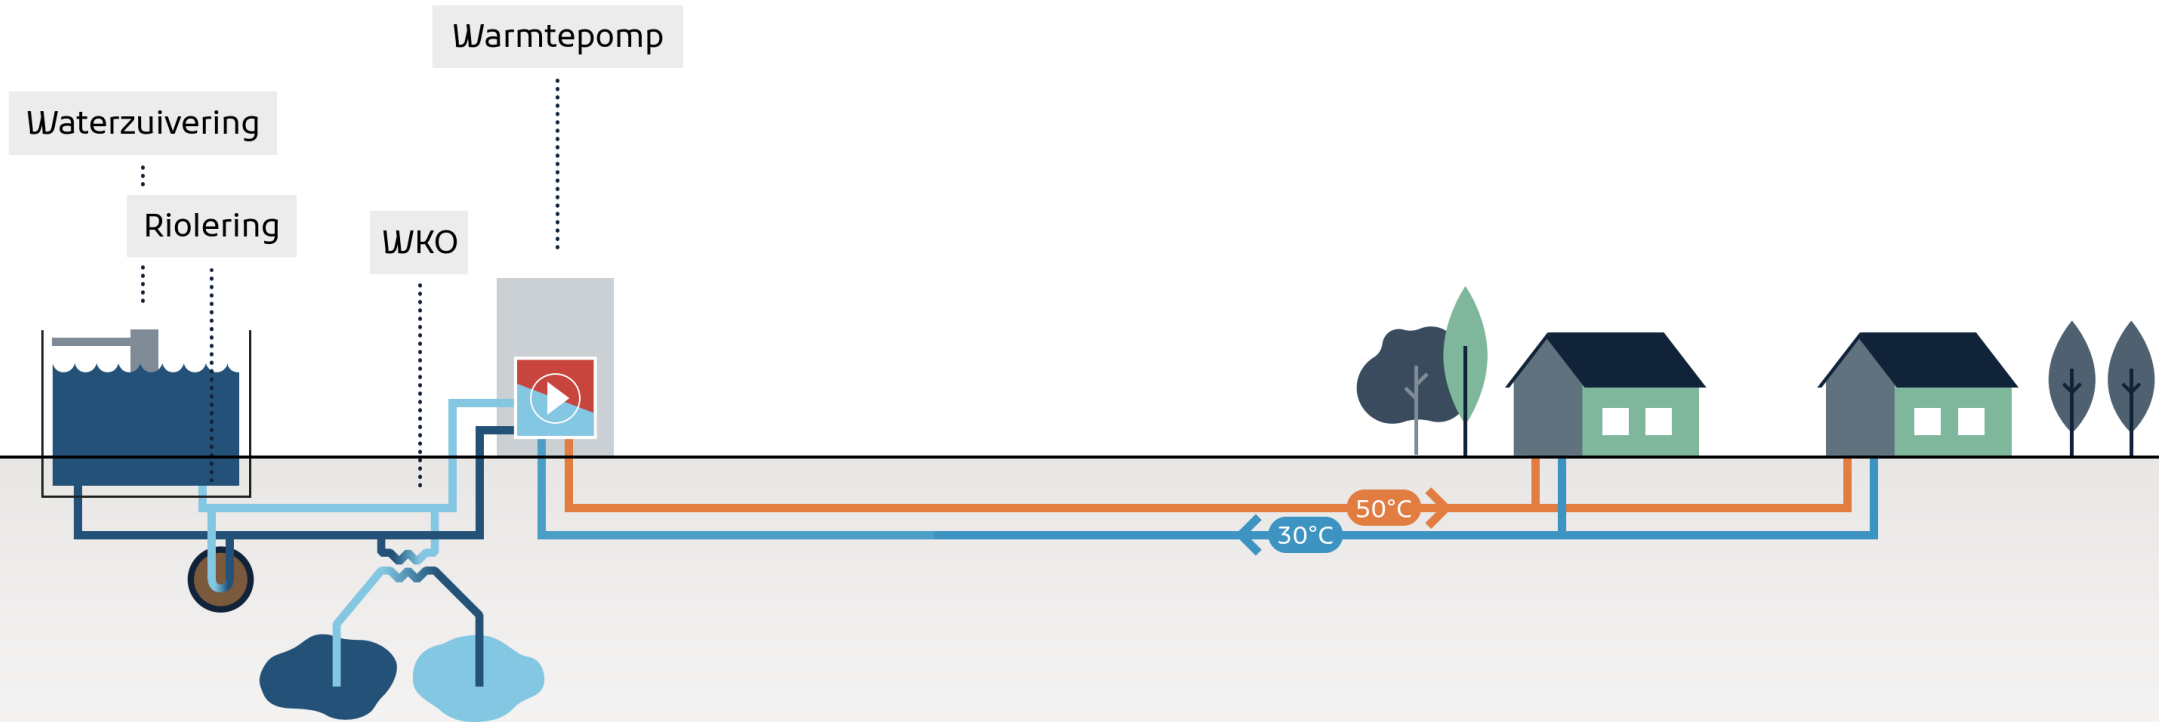 Warmtepomp
Waterzuivering
Riolering
WKO
50°C
30°C